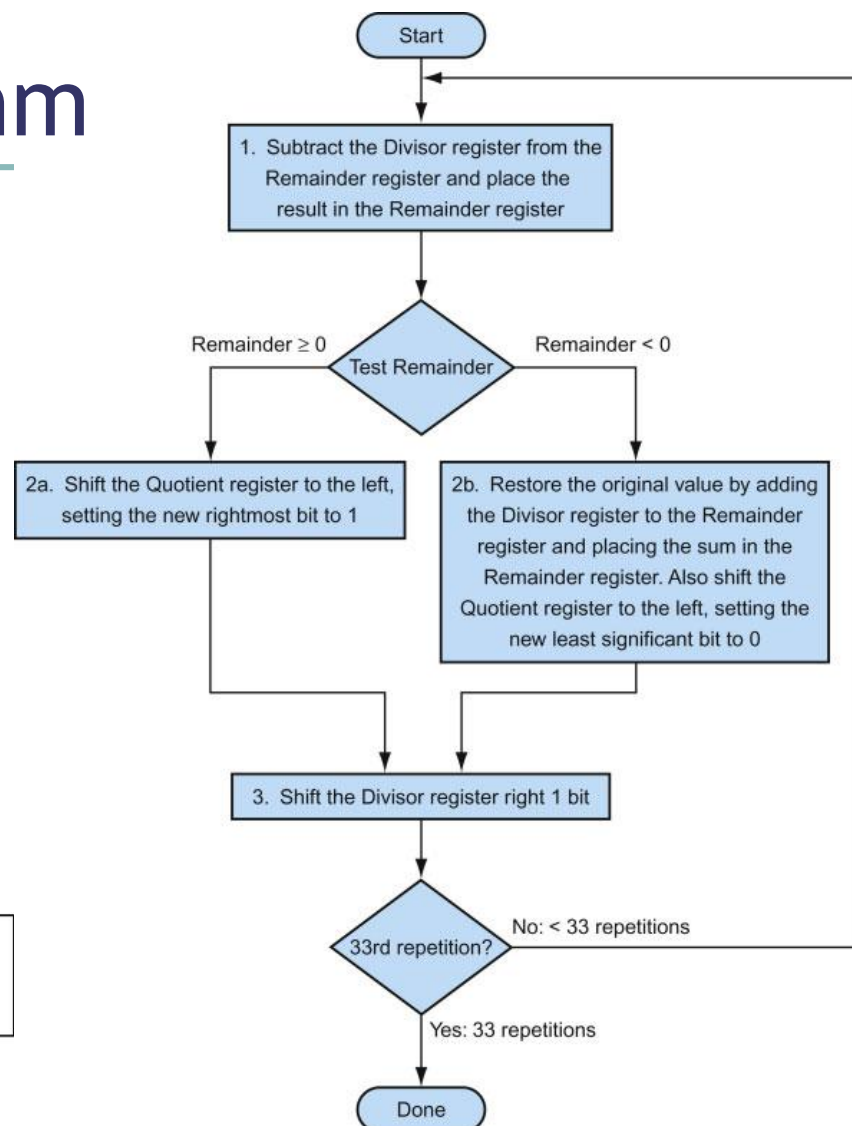 Start
1. Subtract the Divisor register from the
Remainder register and place the
result in the Remainder register
Remainder ≥ 0
Remainder < 0
Test Remainder
2a. Shift the Quotient register to the left,
setting the new rightmost bit to 1
2b. Restore the original value by adding
the Divisor register to the Remainder
register and placing the sum in the
Remainder register. Also shift the
Quotient register to the left, setting the
new least significant bit to 0
3. Shift the Divisor register right 1 bit
33rd repetition?
No: < 33 repetitions
Yes: 33 repetitions
Done